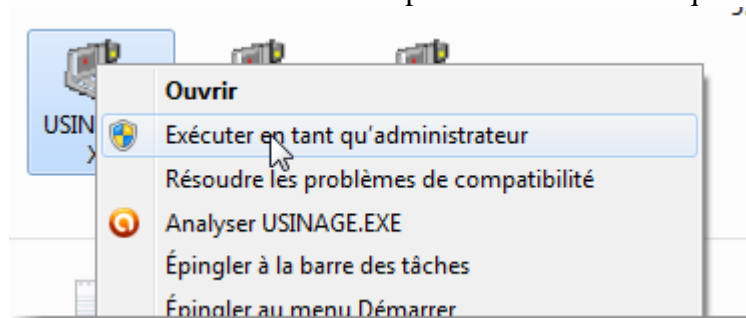 Ouvrir
USIN
Exécuter en tant qu'administrateur
Résoudre les problèmes de compatibilité
Analyser USINAGE.EXE
Épingler à la barre des tâches
Épingler au menu Démarrer